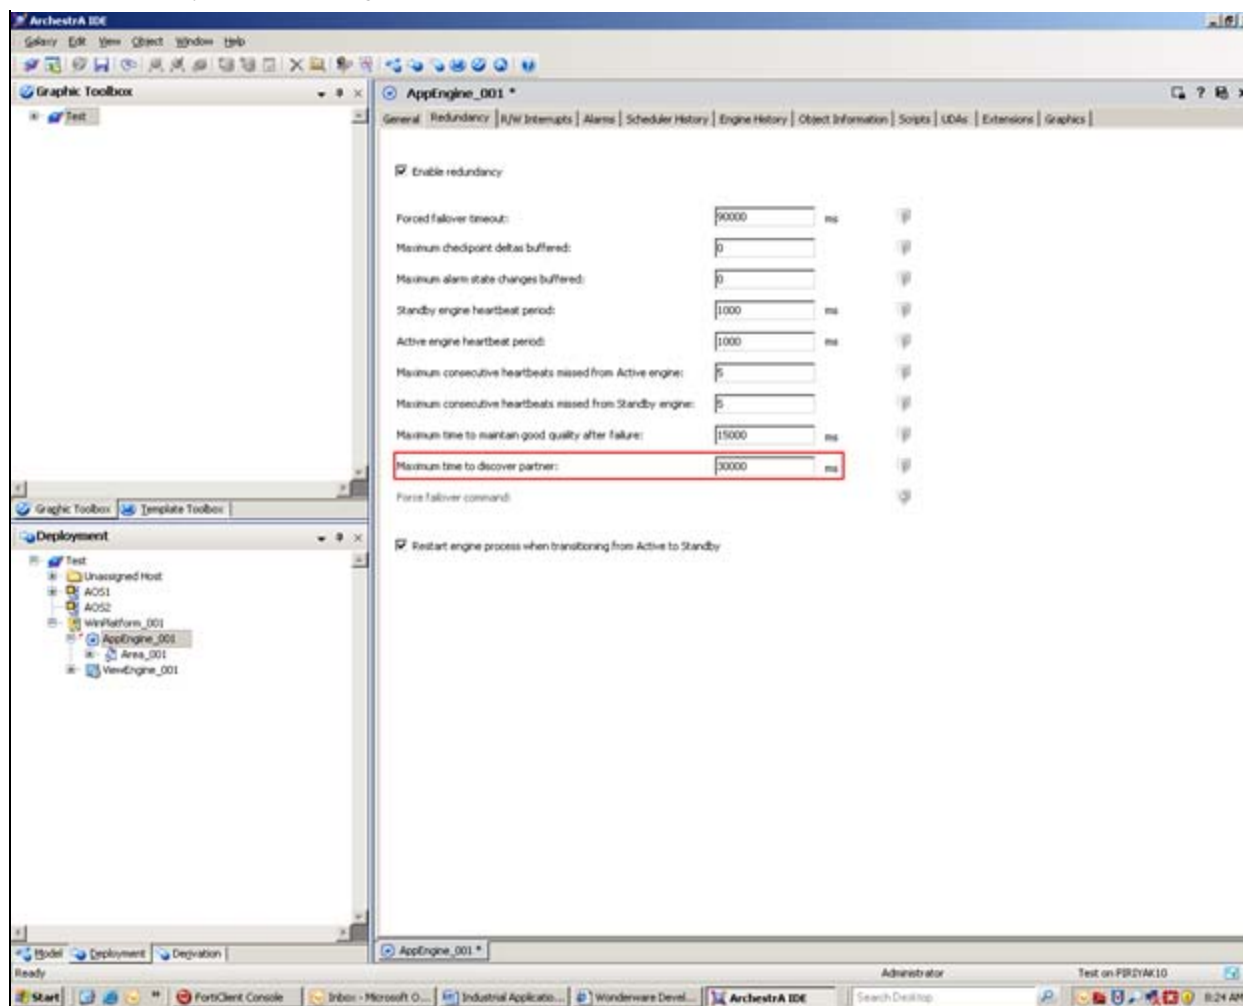 ArchestrA IDE
Galaxy Edit View Object Window Help
Graphic Toolbox
Test
AppEngine_001 *
General Redundancy R/W Interrupts Alarms Scheduler History Engine History Object Information Scripts UDAs Extensions Graphics
Enable redundancy
Forced failover timeout: 90000 ms
Maximum checkpoint deltas buffered: 0
Maximum alarm state changes buffered: 0
Standby engine heartbeat period: 1000 ms
Active engine heartbeat period: 1000 ms
Maximum consecutive heartbeats missed from Active engine: 5
Maximum consecutive heartbeats missed from Standby engine: 5
Maximum time to maintain good quality after failure: 15000 ms
Maximum time to discover partner: 30000 ms
Force failover command:
Restart engine process when transitioning from Active to Standby
Graphic Toolbox Template Toolbox
Deployment
Test
Unassigned Host
AOS1
AOS2
WinPlatform_001
AppEngine_001
Area_001
ViewEngine_001
Model Deployment Derivation
AppEngine_001 *
Ready Administrator Test on
Start FortiClient Console Inbox - Microsoft O... Industrial Applicatio... Wonderware Devel... ArchestrA IDE Search Desktop 8:24 AM